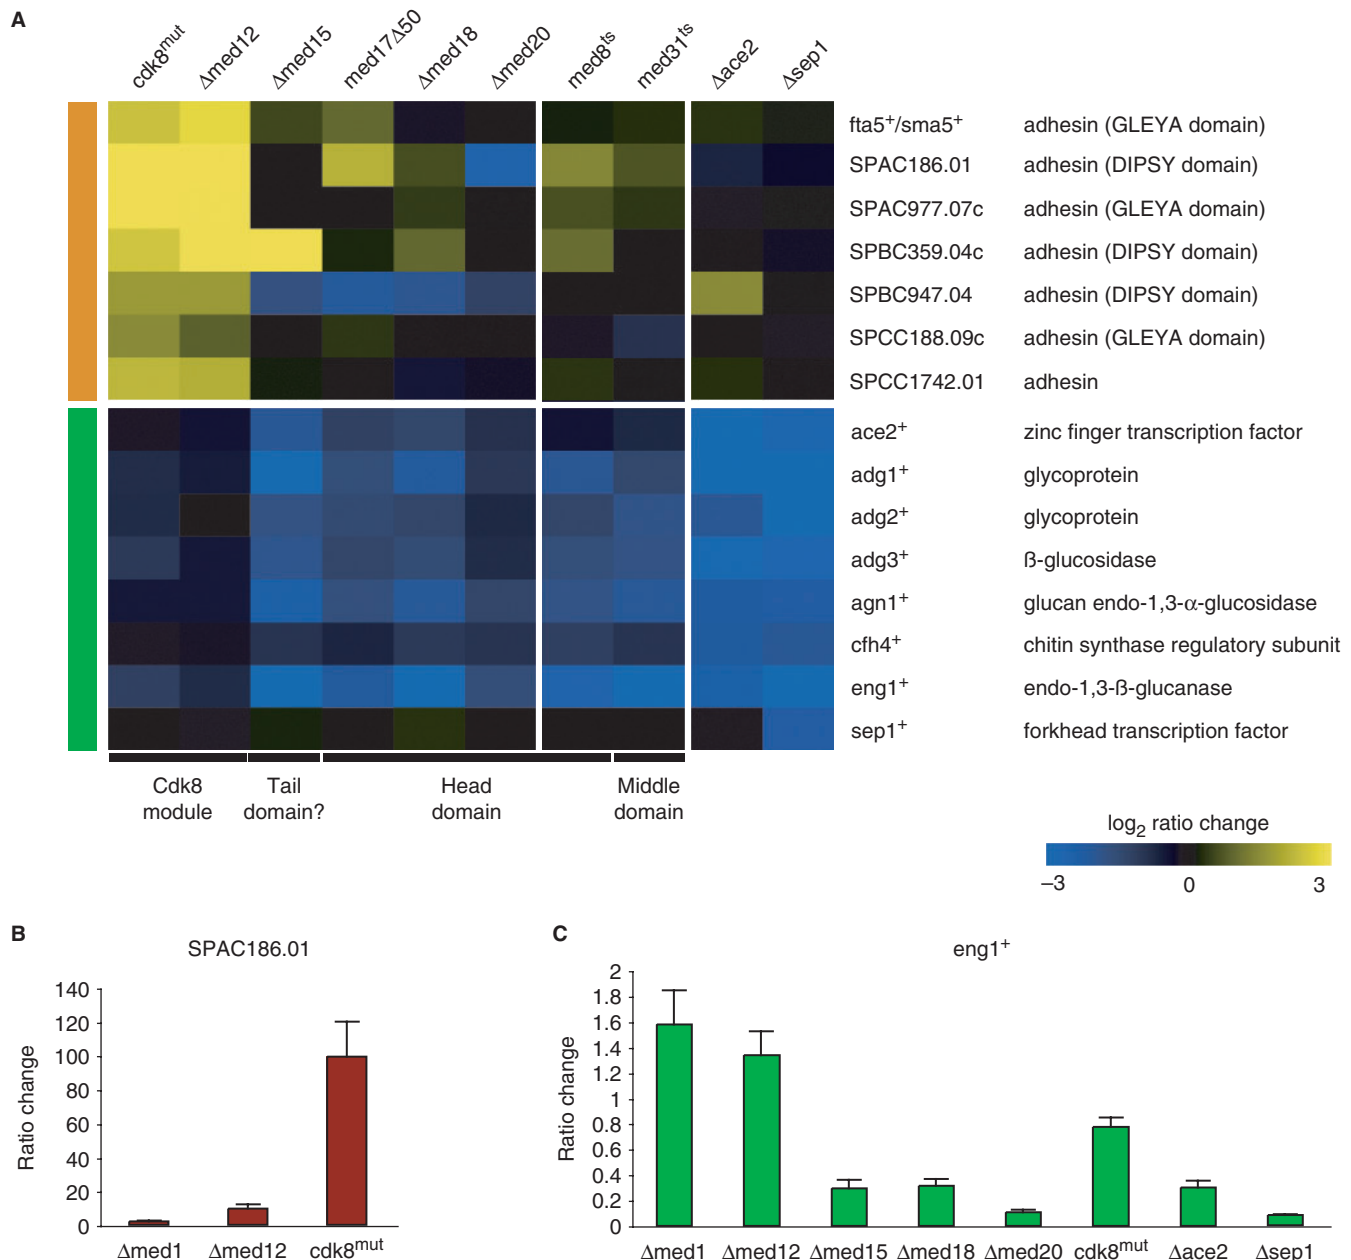 A
cdk8mut Δmed12 Δmed15 med17Δ50 Δmed18 Δmed20 med8ts med31ts Δace2 Δsep1
fta5+/sma5+ adhesin (GLEYA domain)
SPAC186.01 adhesin (DIPSY domain)
SPAC977.07c adhesin (GLEYA domain)
SPBC359.04c adhesin (DIPSY domain)
SPBC947.04 adhesin (DIPSY domain)
SPCC188.09c adhesin (GLEYA domain)
SPCC1742.01 adhesin
ace2+ zinc finger transcription factor
adg1+ glycoprotein
adg2+ glycoprotein
adg3+ ß-glucosidase
agn1+ glucan endo-1,3-α-glucosidase
cfh4+ chitin synthase regulatory subunit
eng1+ endo-1,3-ß-glucanase
sep1+ forkhead transcription factor
Cdk8 Tail Head Middle
module domain? domain domain
log2 ratio change
–3 0 3
B
SPAC186.01
Ratio change
140
120
100
80
60
40
20
0
Δmed1 Δmed12 cdk8mut
C
eng1+
Ratio change
2
1.8
1.6
1.4
1.2
1
0.8
0.6
0.4
0.2
0
Δmed1 Δmed12 Δmed15 Δmed18 Δmed20 cdk8mut Δace2 Δsep1